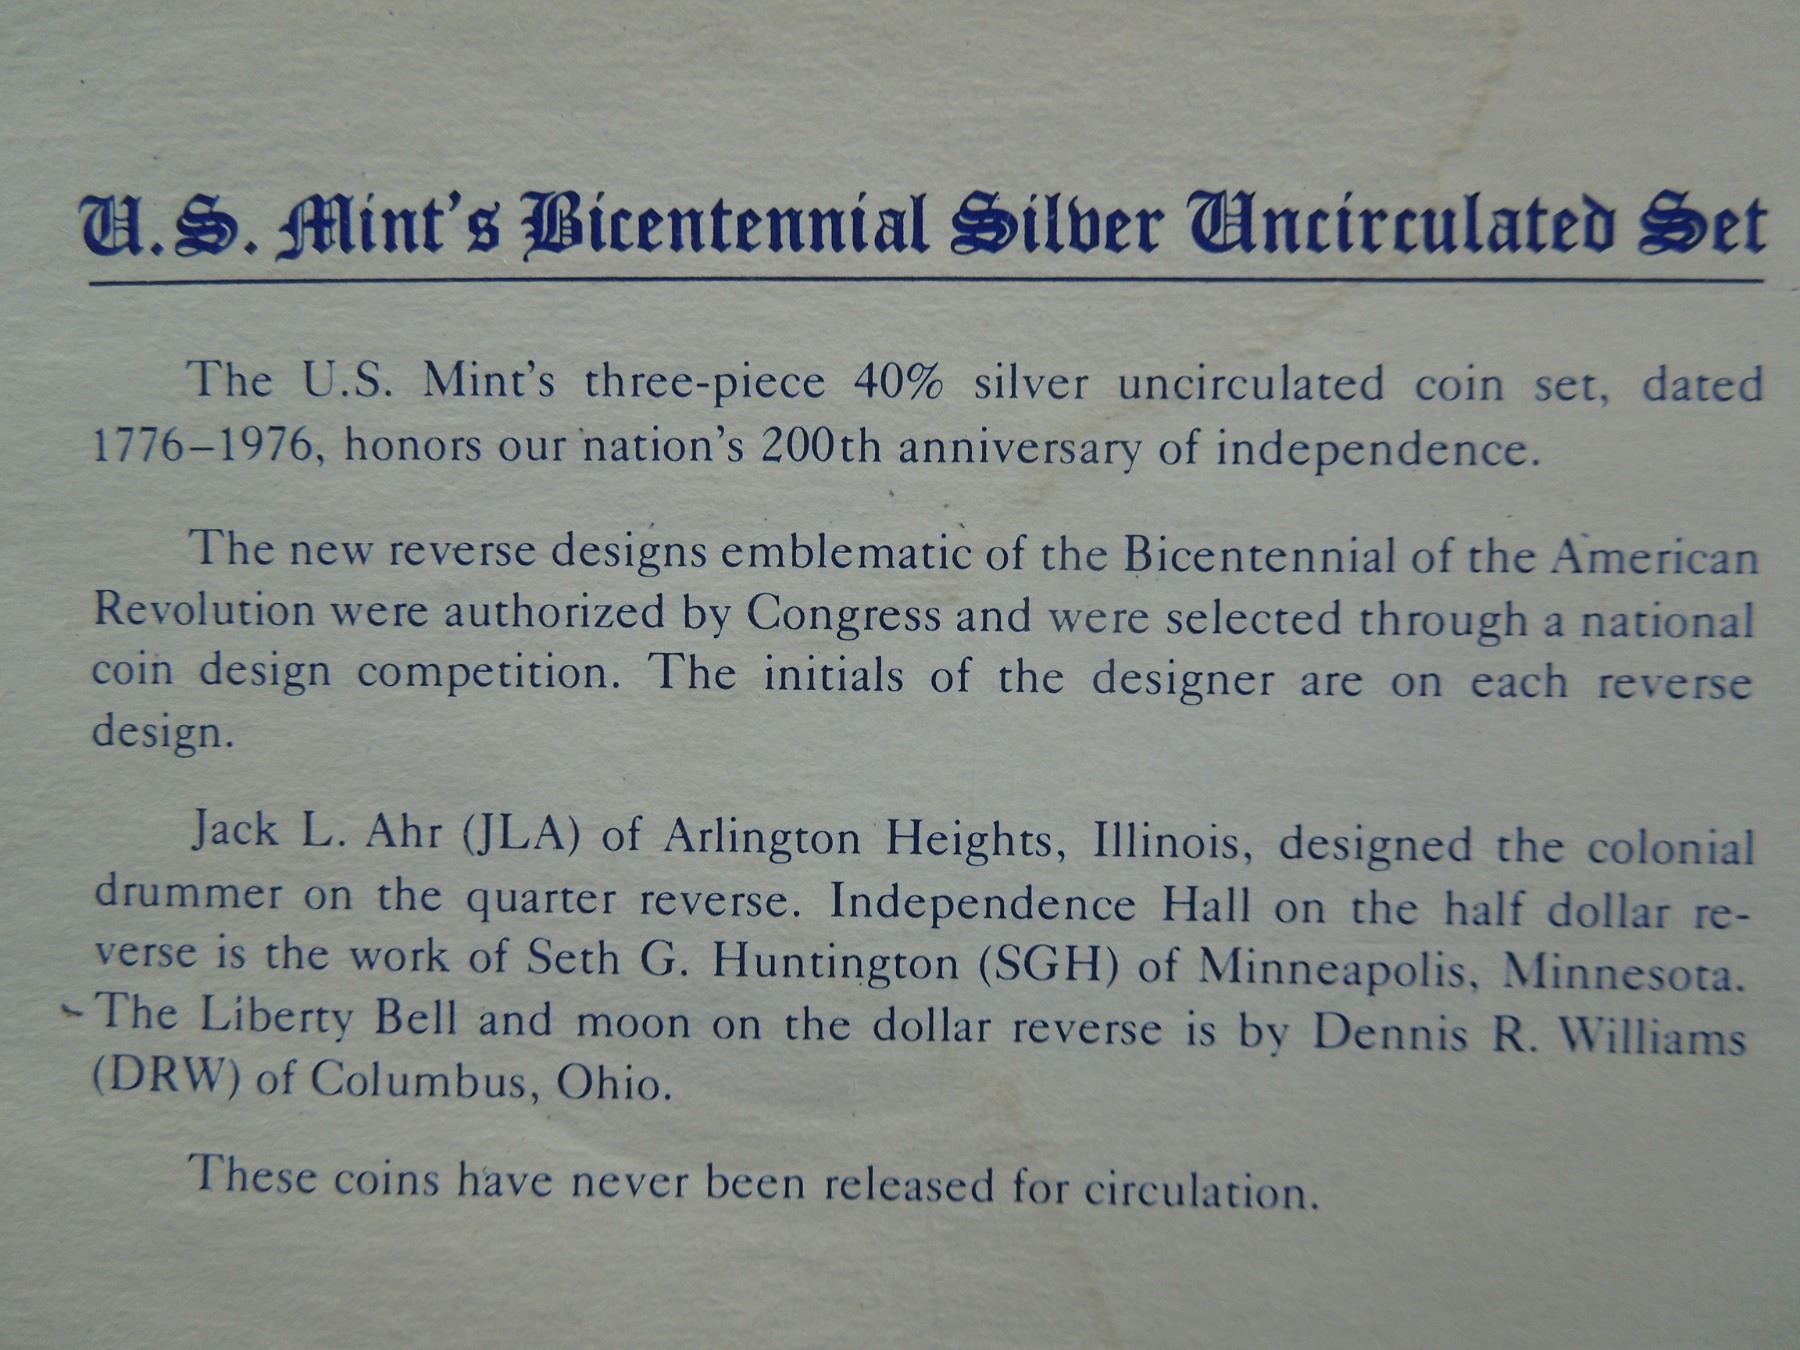 U.S. Mint's Bicentennial Silver Uncirculated Set
The U.S. Mint's three-piece 40% silver uncirculated coin set, dated
1776–1976, honors our nation's 200th anniversary of independence.
The new reverse designs emblematic of the Bicentennial of the American
Revolution were authorized by Congress and were selected through a national
coin design competition. The initials of the designer are on each reverse
design.
Jack L. Ahr (JLA) of Arlington Heights, Illinois, designed the colonial
drummer on the quarter reverse. Independence Hall on the half dollar re-
verse is the work of Seth G. Huntington (SGH) of Minneapolis, Minnesota.
The Liberty Bell and moon on the dollar reverse is by Dennis R. Williams
(DRW) of Columbus, Ohio.
These coins have never been released for circulation.